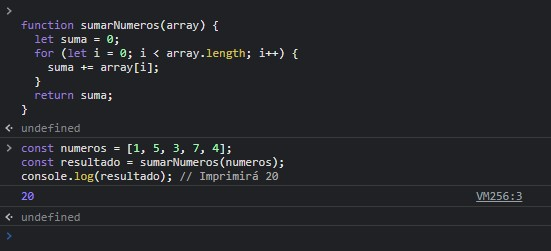 function sumarNumeros(array) {
let suma = 0;
for (let i = 0; i < array.length; i++) {
suma += array[i];
}
return suma;
}
undefined
const numeros = [1, 5, 3, 7, 4];
const resultado = sumarNumeros(numeros);
console.log(resultado); // Imprimirá 20
20 VM256:3
undefined